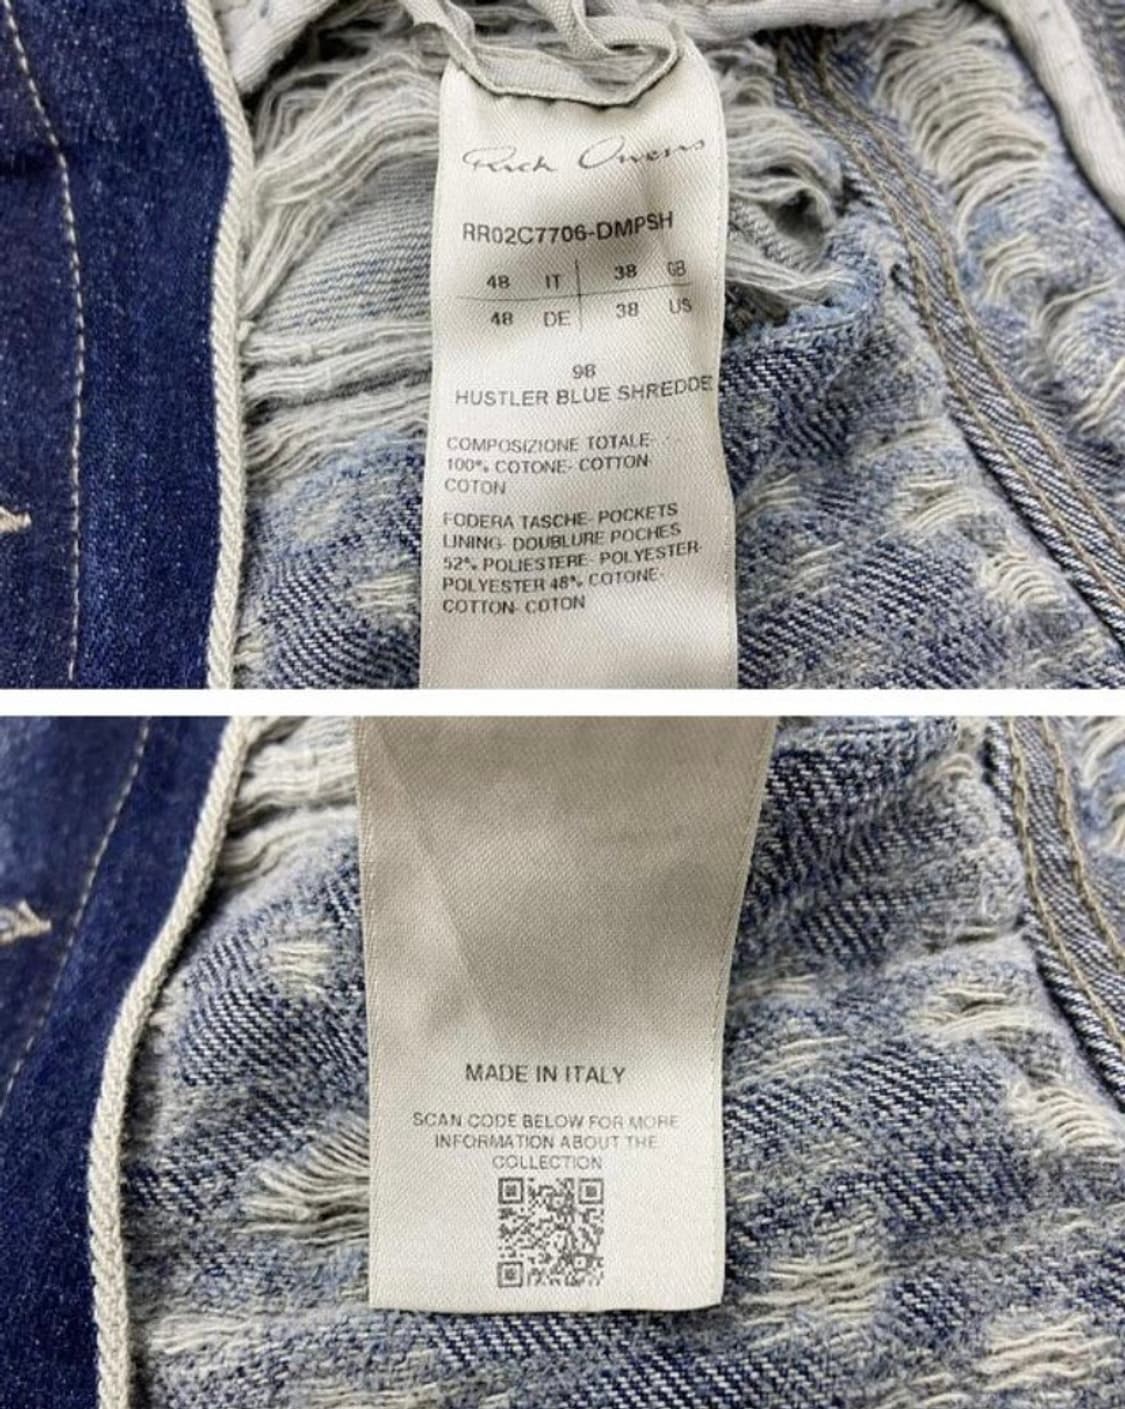 Rick Owens
RR02C7706-DMPSH
48 IT 38 GB
48 DE 38 US
98
HUSTLER BLUE SHREDDE
COMPOSIZIONE TOTALE-
100% COTONE- COTTON
COTON
FODERA TASCHE- POCKETS
LINING- DOUBLURE POCHES
52% POLIESTERE- POLYESTER-
POLYESTER 48% COTONE-
COTTON- COTON
MADE IN ITALY
SCAN CODE BELOW FOR MORE
INFORMATION ABOUT THE
COLLECTION